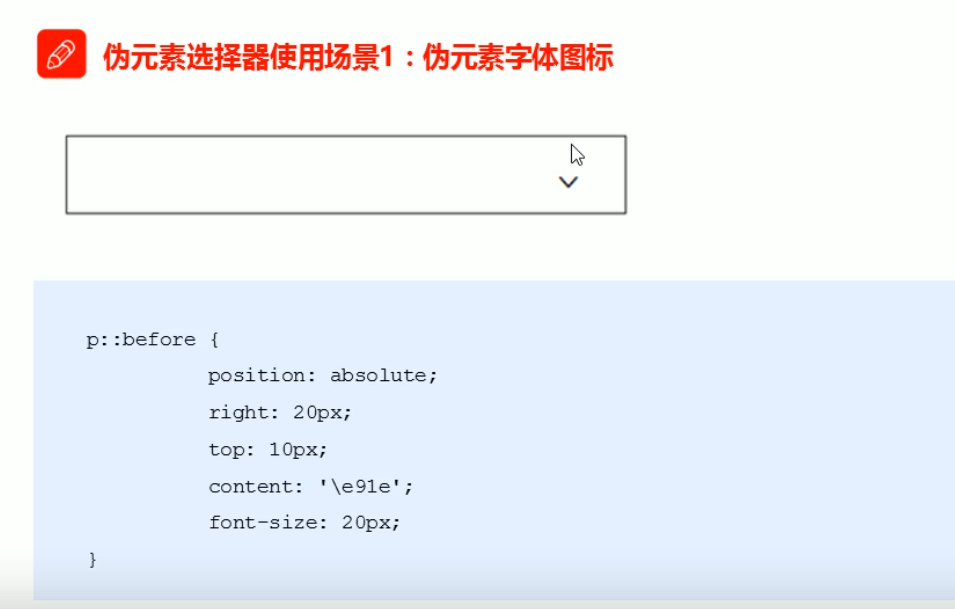 伪元素选择器使用场景1：伪元素字体图标
p::before {
position: absolute;
right: 20px;
top: 10px;
content: '\e91e';
font-size: 20px;
}